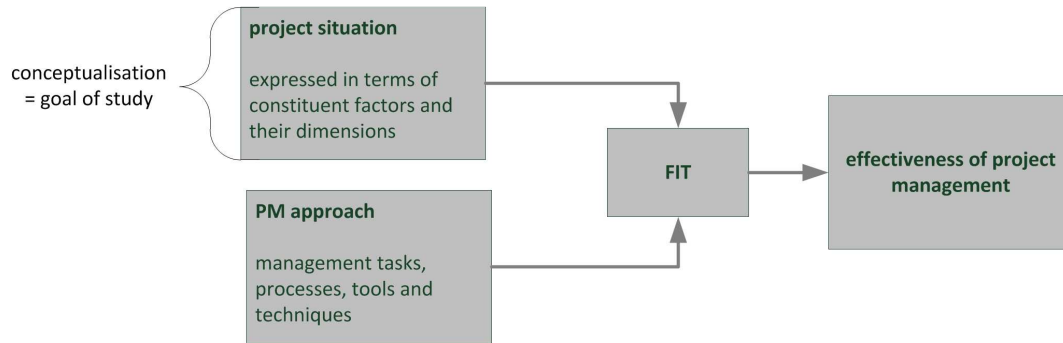 conceptualisation
= goal of study
project situation
expressed in terms of
constituent factors and
their dimensions
PM approach
management tasks,
processes, tools and
techniques
FIT
effectiveness of project
management